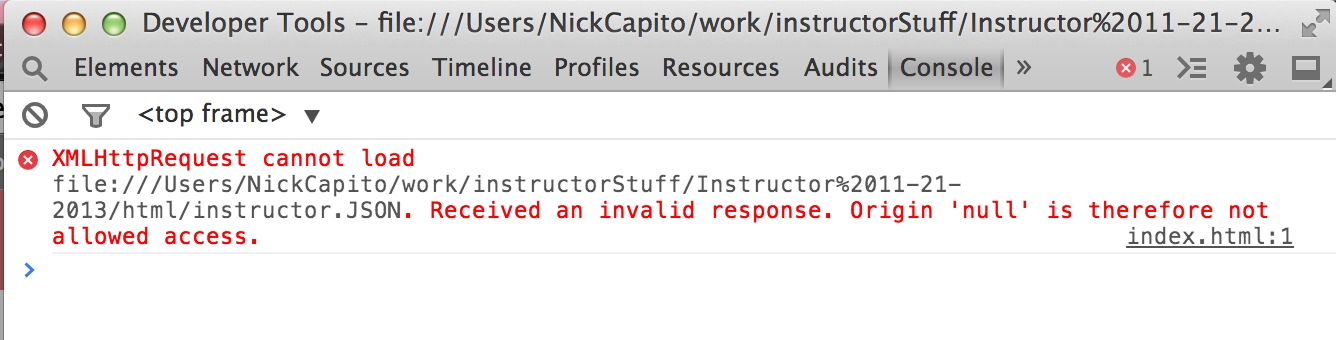 Developer Tools – file:///Users/NickCapito/work/instructorStuff/Instructor%2011-21-2...
Elements Network Sources Timeline Profiles Resources Audits Console » 1
<top frame> ▼
XMLHttpRequest cannot load
file:///Users/NickCapito/work/instructorStuff/Instructor%2011-21-
2013/html/instructor.JSON. Received an invalid response. Origin 'null' is therefore not
allowed access. index.html:1
>